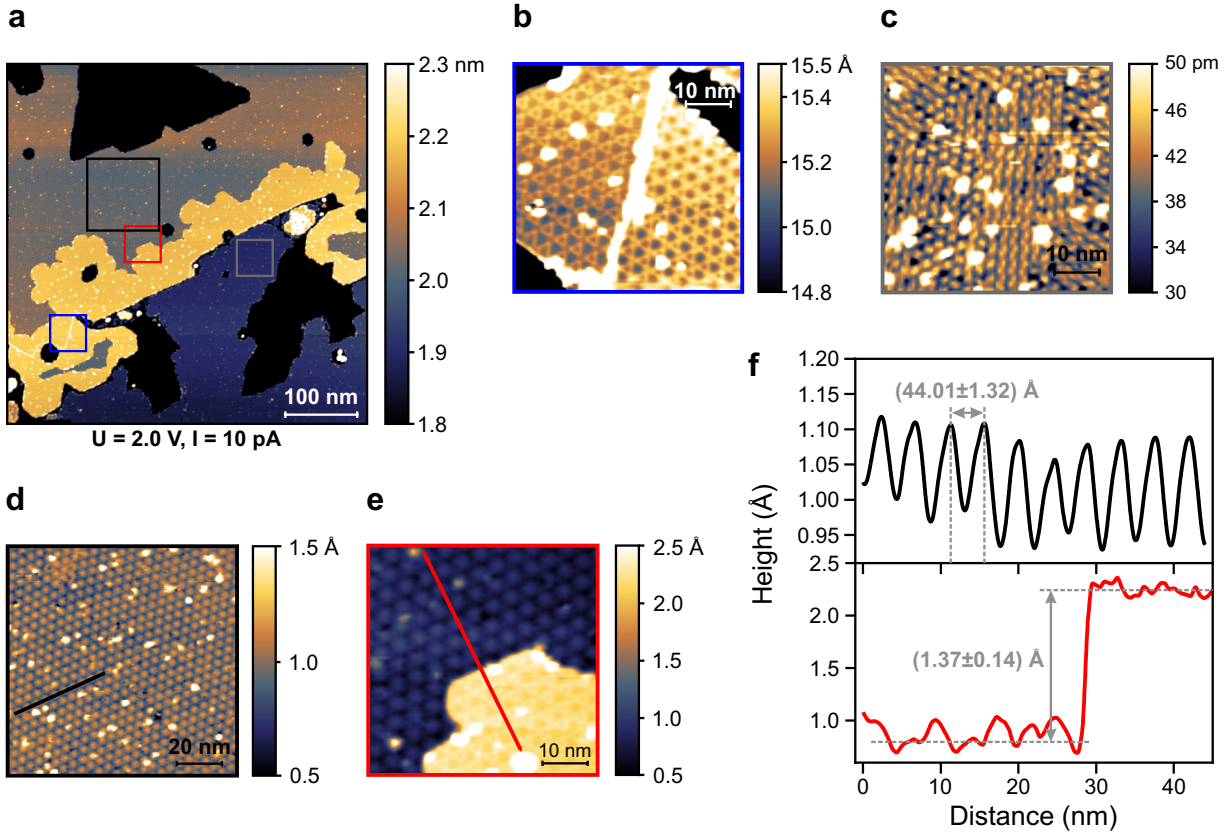 a
2.3 nm
2.2
2.1
2.0
1.9
1.8
100 nm
U = 2.0 V, I = 10 pA
b
10 nm
15.5 Å
15.4
15.2
15.0
14.8
c
10 nm
50 pm
46
42
38
34
30
d
20 nm
1.5 Å
1.0
0.5
e
10 nm
2.5 Å
2.0
1.5
1.0
0.5
f
1.20
1.15
1.10
1.05
1.00
0.95
2.5
2.0
1.5
1.0
(44.01±1.32) Å
(1.37±0.14) Å
Height (Å)
0 10 20 30 40
Distance (nm)